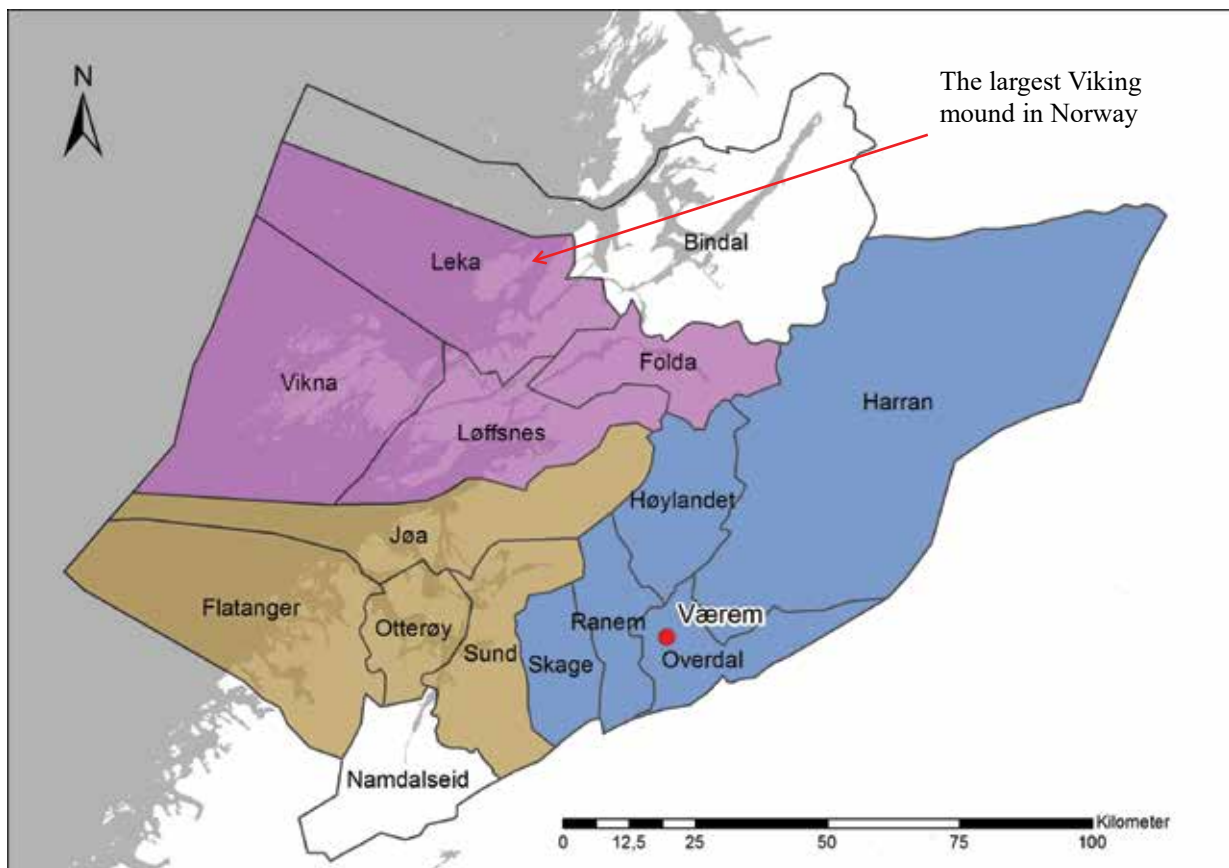 N
The largest Viking
mound in Norway
Bindal
Leka
Folda
Vikna
Harran
Løffsnes
Høylandet
Jøa
Flatanger
Ranem
Værem
Otterøy
Sund
Skage
Overdal
Namdalseid
Kilometer
0 12,5 25 50 75 100